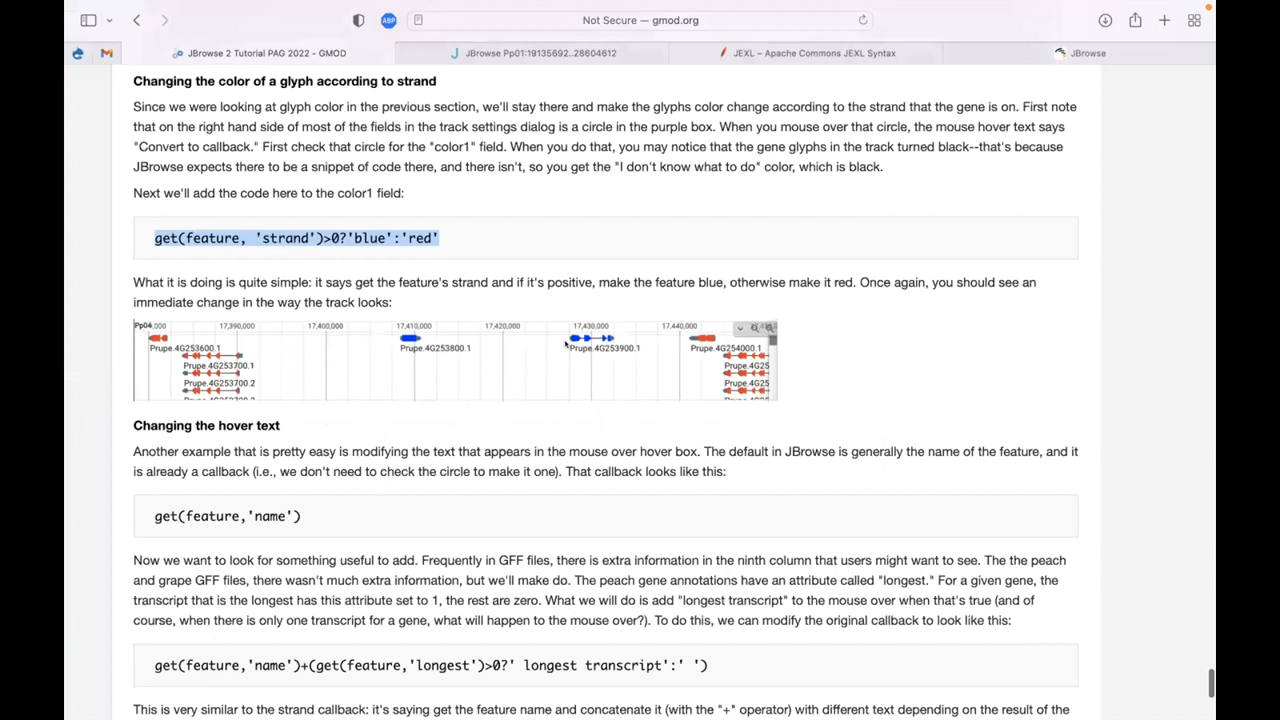 Not Secure — gmod.org
JBrowse 2 Tutorial PAG 2022 - GMOD
JBrowse Pp01:19135692..28604612
JEXL – Apache Commons JEXL Syntax
JBrowse
Changing the color of a glyph according to strand
Since we were looking at glyph color in the previous section, we'll stay there and make the glyphs color change according to the strand that the gene is on. First note
that on the right hand side of most of the fields in the track settings dialog is a circle in the purple box. When you mouse over that circle, the mouse hover text says
"Convert to callback." First check that circle for the "color1" field. When you do that, you may notice that the gene glyphs in the track turned black--that's because
JBrowse expects there to be a snippet of code there, and there isn't, so you get the "I don't know what to do" color, which is black.
Next we'll add the code here to the color1 field:
get(feature, 'strand')>0?'blue':'red'
What it is doing is quite simple: it says get the feature's strand and if it's positive, make the feature blue, otherwise make it red. Once again, you should see an
immediate change in the way the track looks:
Pp04 ,000 17,390,000 17,400,000 17,410,000 17,420,000 17,430,000 17,440,000
Prupe.4G253600.1 Prupe.4G253800.1 Prupe.4G253900.1 Prupe.4G254000.1
Prupe.4G253700.1 Prupe.4G25
Prupe.4G253700.2 Prupe.4G25
Changing the hover text
Another example that is pretty easy is modifying the text that appears in the mouse over hover box. The default in JBrowse is generally the name of the feature, and it
is already a callback (i.e., we don't need to check the circle to make it one). That callback looks like this:
get(feature,'name')
Now we want to look for something useful to add. Frequently in GFF files, there is extra information in the ninth column that users might want to see. The the peach
and grape GFF files, there wasn't much extra information, but we'll make do. The peach gene annotations have an attribute called "longest." For a given gene, the
transcript that is the longest has this attribute set to 1, the rest are zero. What we will do is add "longest transcript" to the mouse over when that's true (and of
course, when there is only one transcript for a gene, what will happen to the mouse over?). To do this, we can modify the original callback to look like this:
get(feature,'name')+(get(feature,'longest')>0?' longest transcript':' ')
This is very similar to the strand callback: it's saying get the feature name and concatenate it (with the "+" operator) with different text depending on the result of the